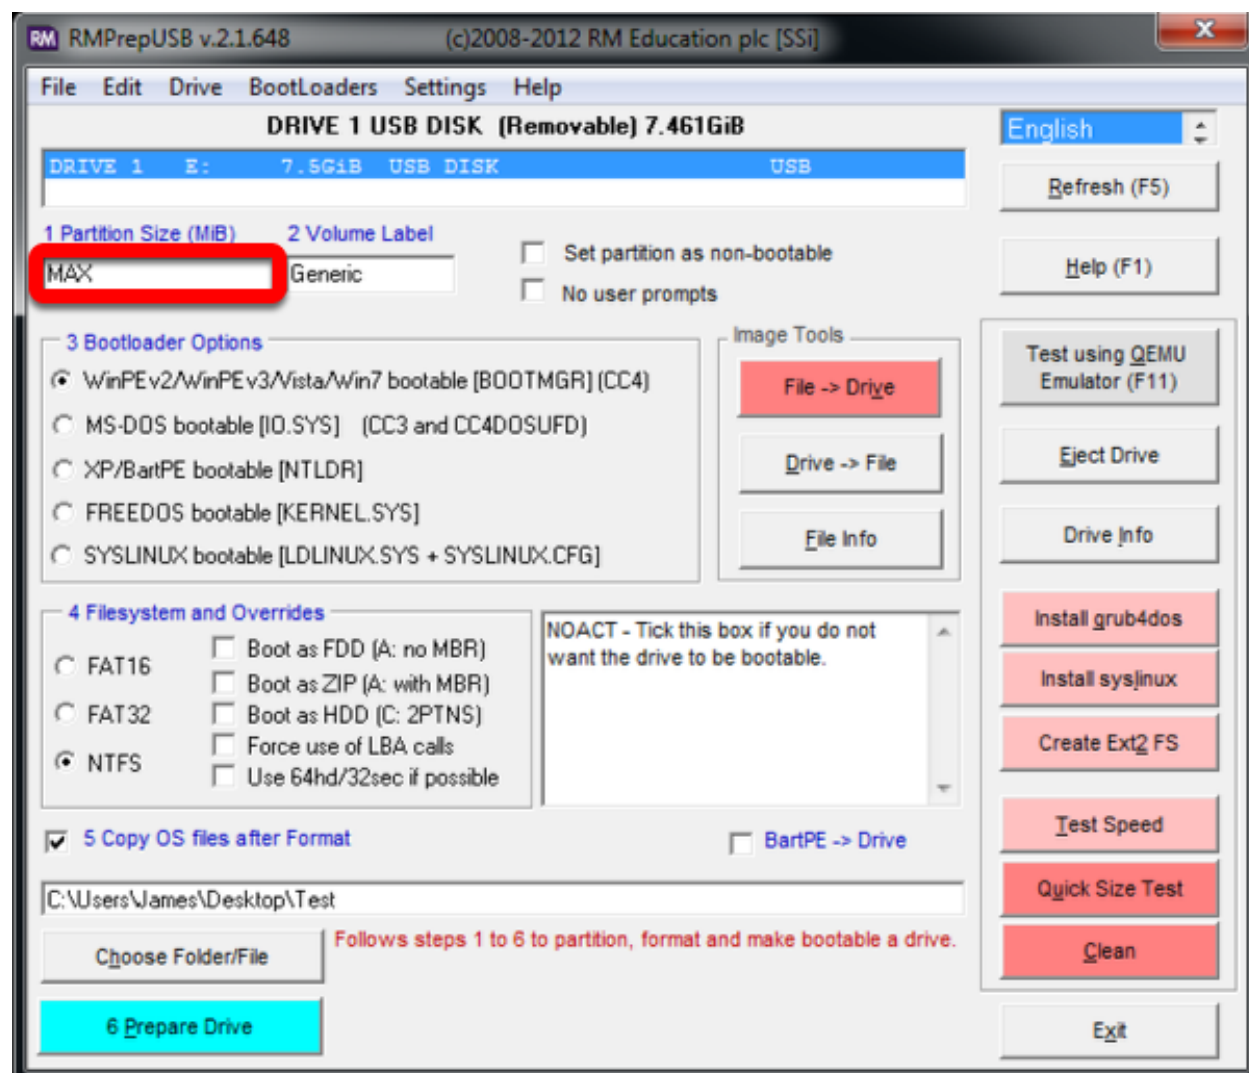 RM RMPrepUSB v.2.1.648 (c)2008-2012 RM Education plc [SSi] X
File Edit Drive BootLoaders Settings Help
DRIVE 1 USB DISK (Removable) 7.461GiB
English
DRIVE 1 E: 7.5GiB USB DISK USB
Refresh (F5)
1 Partition Size (MiB) 2 Volume Label
MAX Generic
Set partition as non-bootable
No user prompts
Help (F1)
3 Bootloader Options
WinPEv2/WinPEv3/Vista/Win7 bootable [BOOTMGR] (CC4)
MS-DOS bootable [IO.SYS] (CC3 and CC4DOSUFD)
XP/BartPE bootable [NTLDR]
FREEDOS bootable [KERNEL.SYS]
SYSLINUX bootable [LDLINUX.SYS + SYSLINUX.CFG]
Image Tools
File -> Drive
Drive -> File
File Info
Test using QEMU
Emulator (F11)
Eject Drive
Drive Info
4 Filesystem and Overrides
FAT16
FAT32
NTFS
Boot as FDD (A: no MBR)
Boot as ZIP (A: with MBR)
Boot as HDD (C: 2PTNS)
Force use of LBA calls
Use 64hd/32sec if possible
NOACT - Tick this box if you do not
want the drive to be bootable.
Install grub4dos
Install syslinux
Create Ext2 FS
5 Copy OS files after Format
BartPE -> Drive
Test Speed
C:\Users\James\Desktop\Test
Quick Size Test
Choose Folder/File
Follows steps 1 to 6 to partition, format and make bootable a drive.
Clean
6 Prepare Drive
Exit